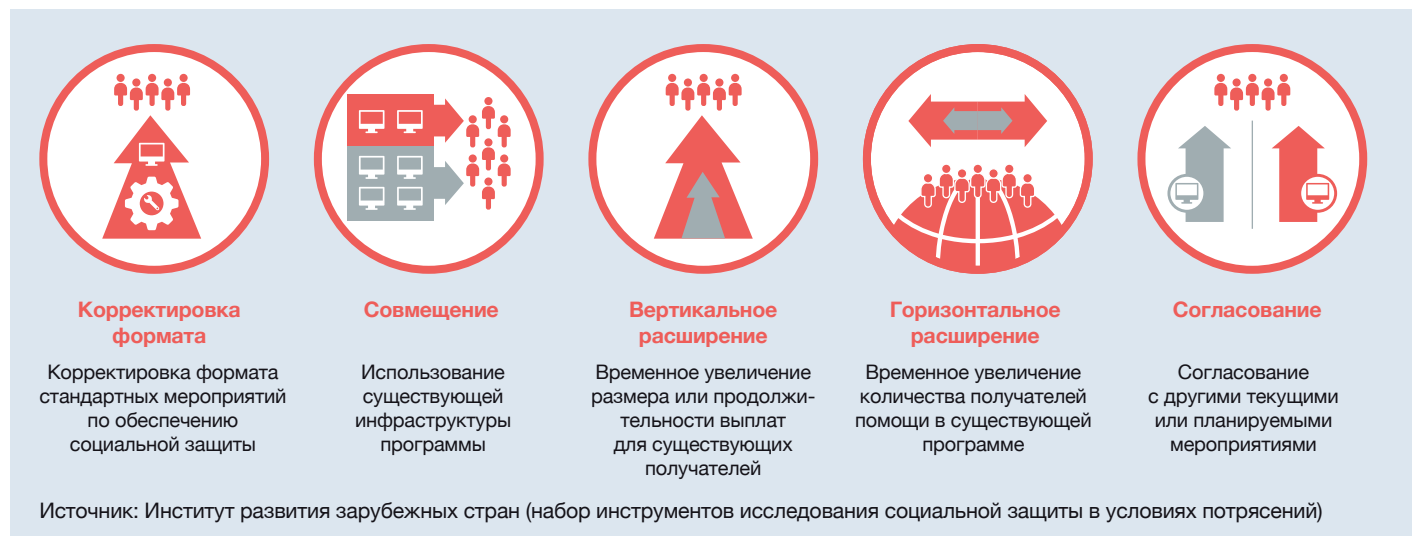 Корректировка
формата
Корректировка формата
стандартных мероприятий
по обеспечению
социальной защиты
Совмещение
Использование
существующей
инфраструктуры
программы
Вертикальное
расширение
Временное увеличение
размера или продолжи-
тельности выплат
для существующих
получателей
Горизонтальное
расширение
Временное увеличение
количества получателей
помощи в существующей
программе
Согласование
Согласование
с другими текущими
или планируемыми
мероприятиями
Источник: Институт развития зарубежных стран (набор инструментов исследования социальной защиты в условиях потрясений)